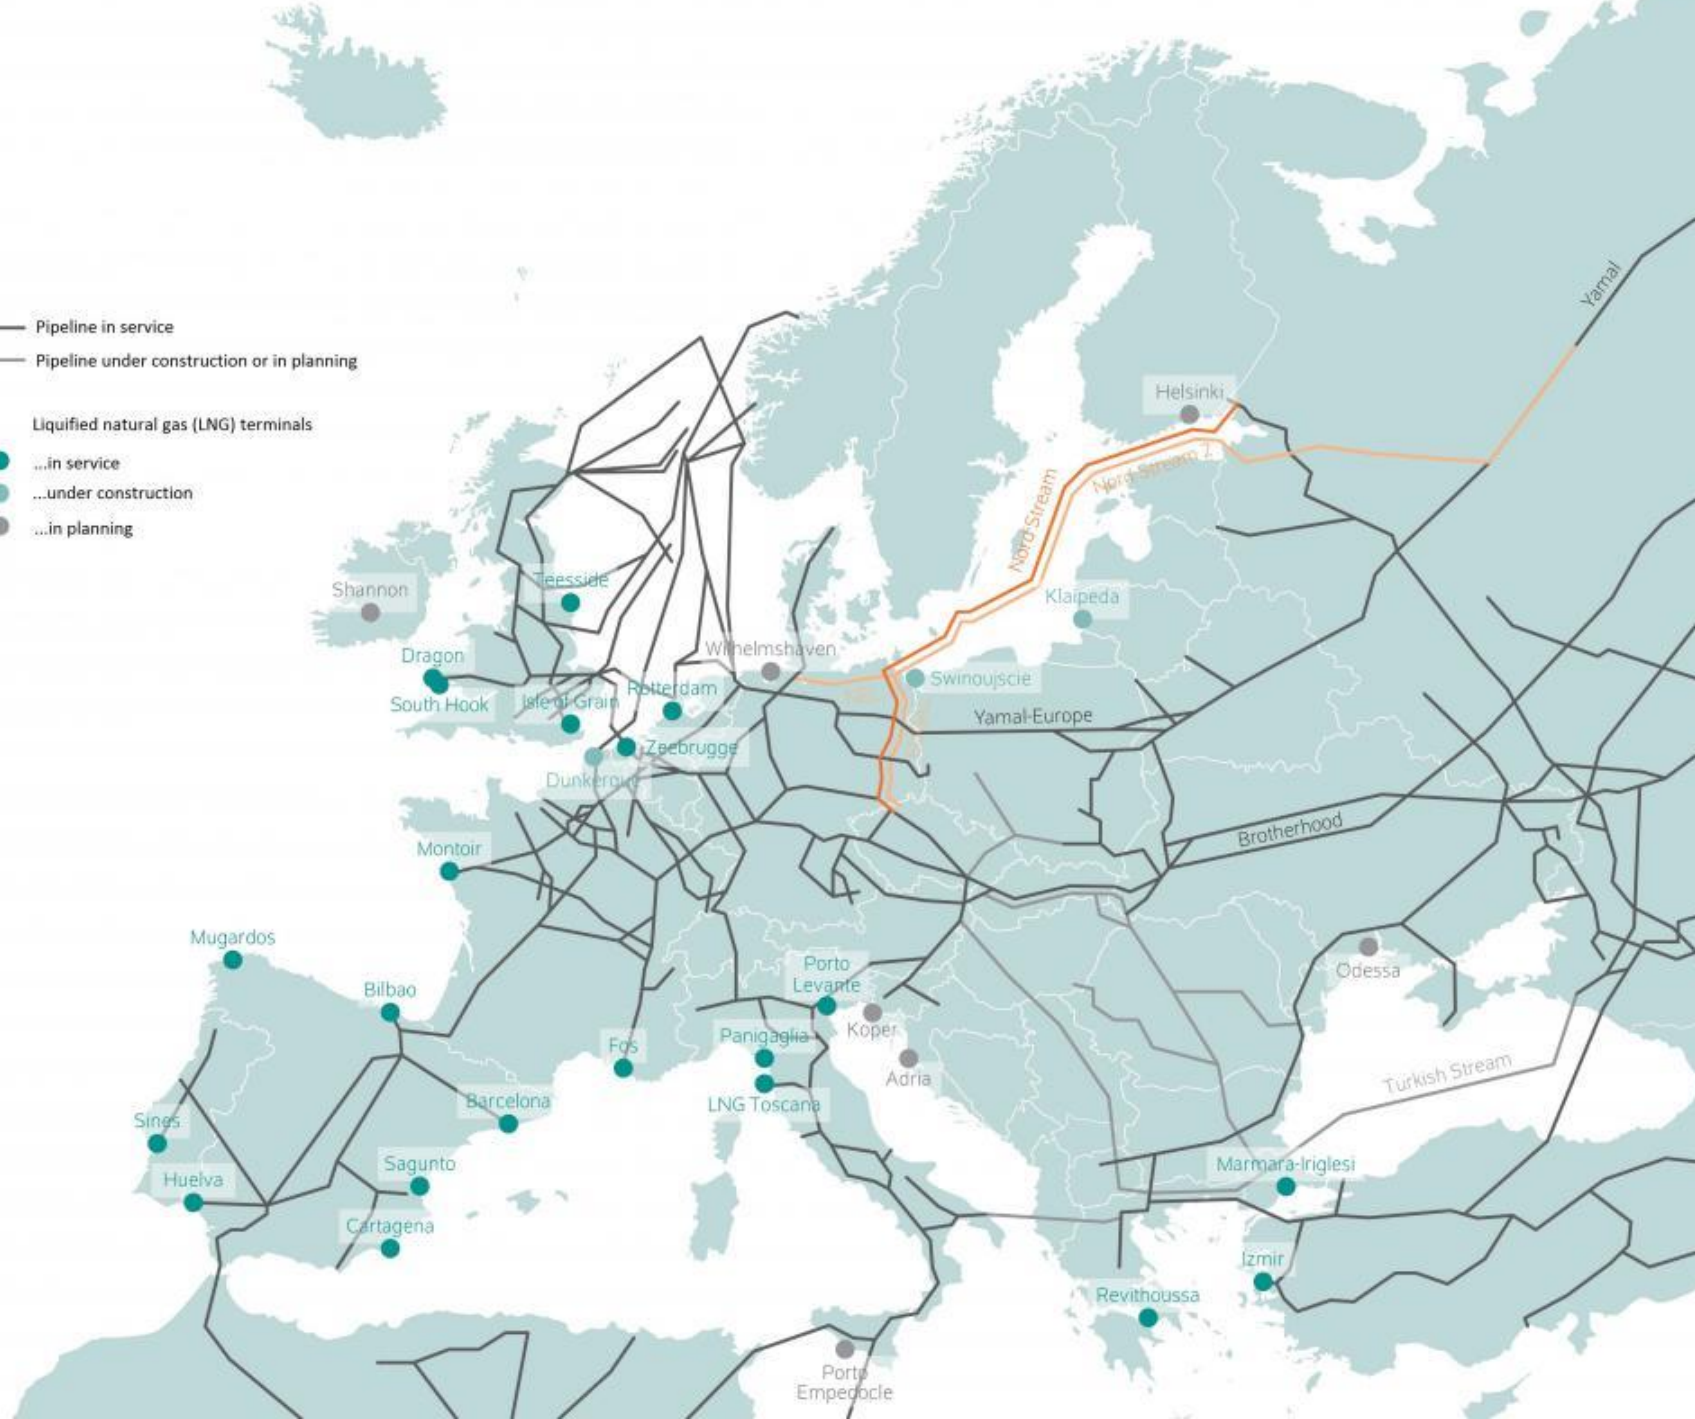 Yamal
Pipeline in service
Pipeline under construction or in planning
Helsinki
Liquified natural gas (LNG) terminals
...in service
...under construction
...in planning
Nord Stream 2
Nord Stream
Teesside
Shannon
Klaipeda
Dragon
Wilhelmshaven
Swinoujscie
South Hook
Isle of Grain
Rotterdam
Yamal-Europe
Zeebrugge
Dunkerque
Brotherhood
Montoir
Mugardos
Bilbao
Porto
Levante
Odessa
Koper
Panigaglia
Fos
Adria
Turkish Stream
LNG Toscana
Barcelona
Sines
Sagunto
Marmara-Iriglesi
Huelva
Cartagena
Izmir
Revithoussa
Porto
Empedocle